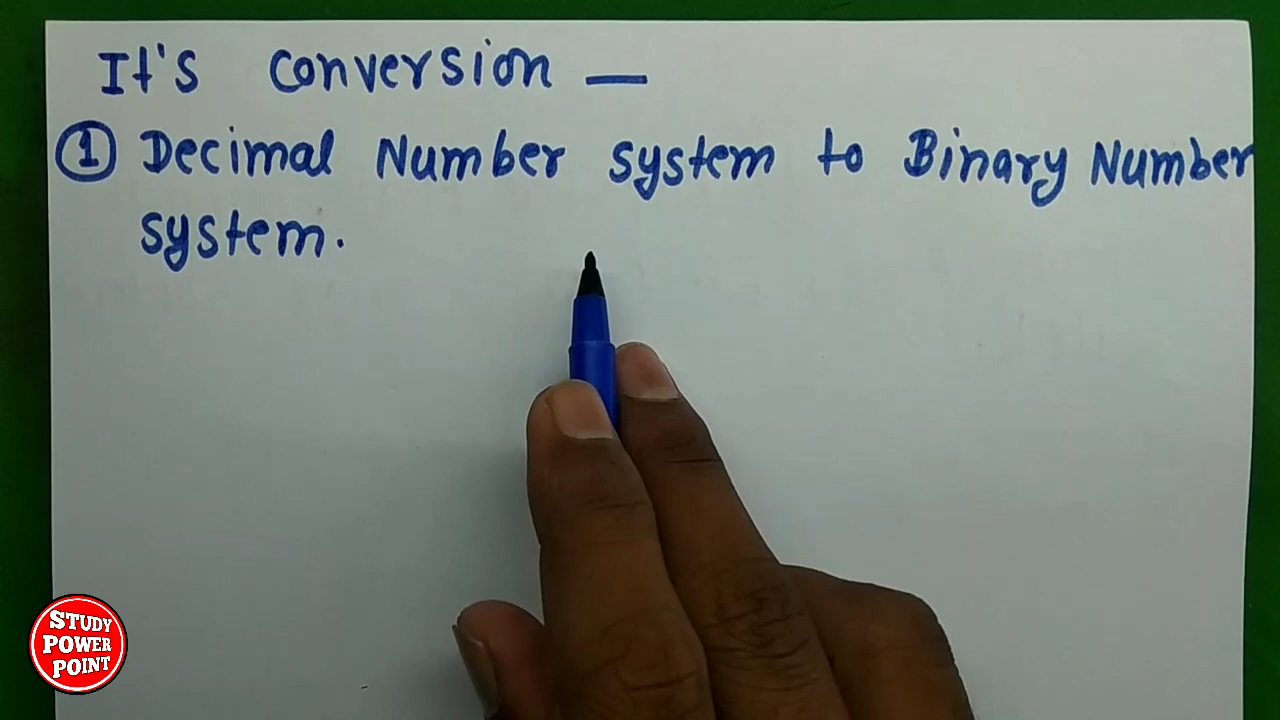 It's conversion —
① Decimal Number system to Binary Number
system.
STUDY
POWER
POINT